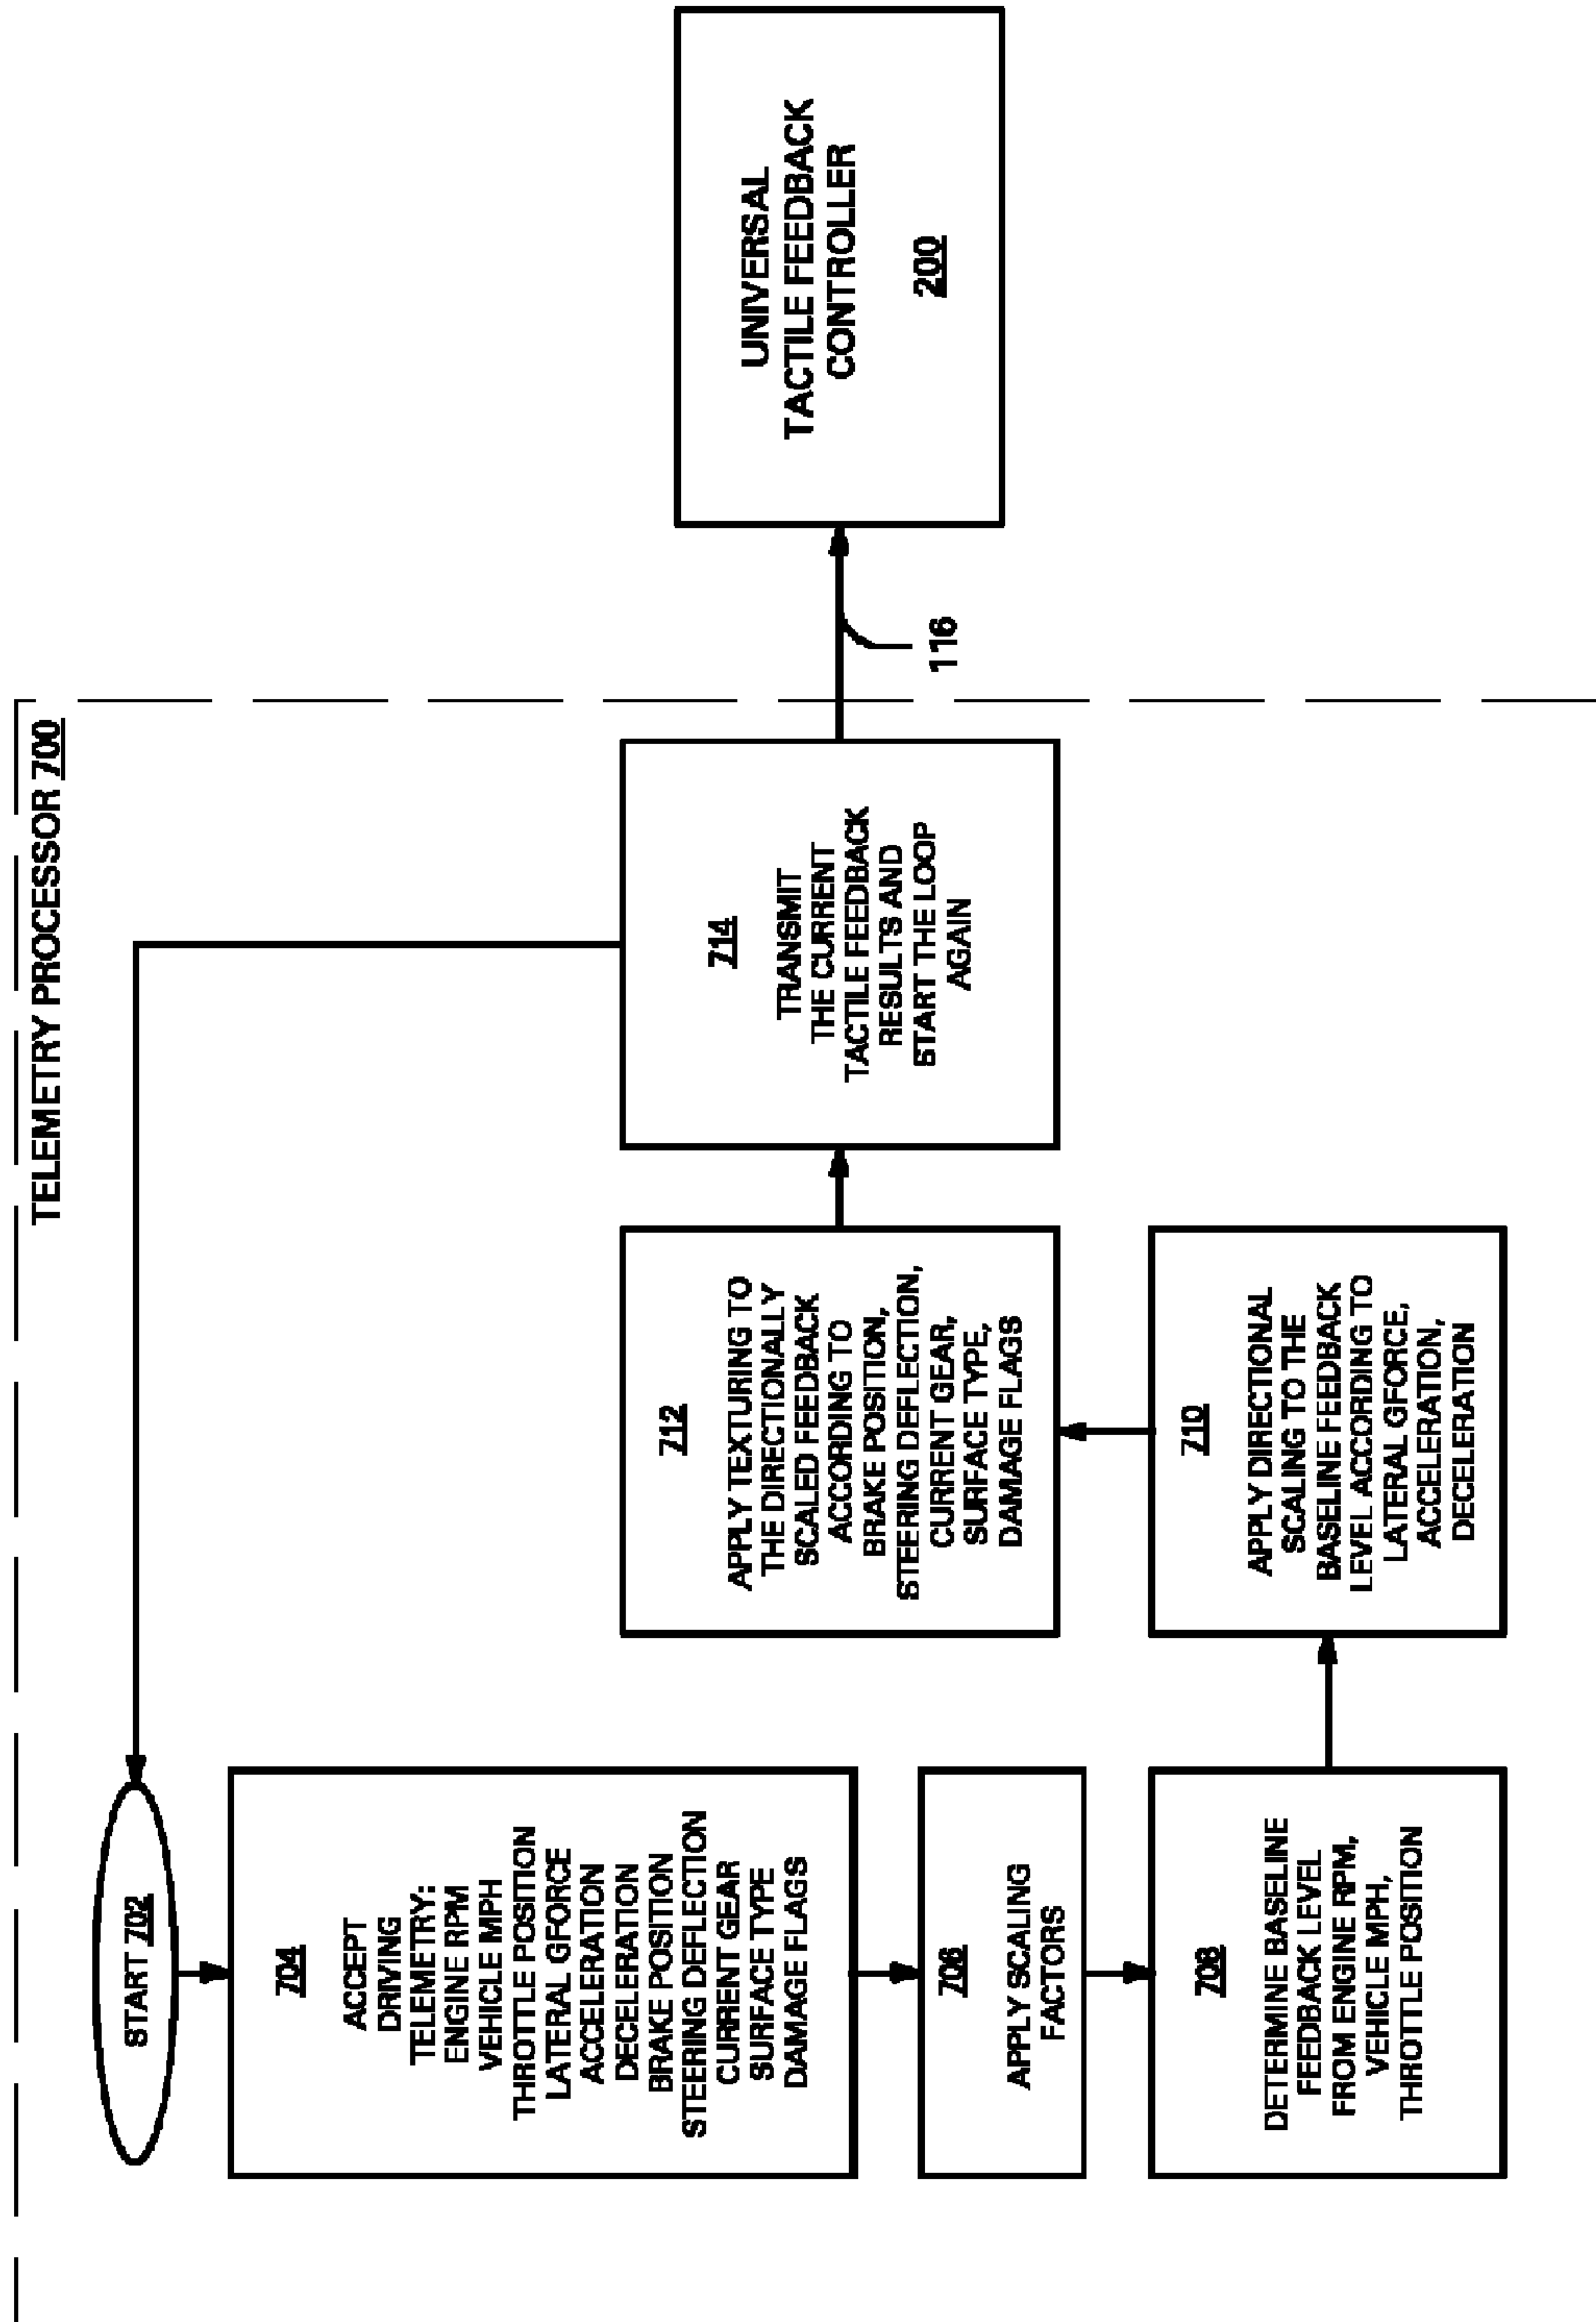 TELEMETRY PROCESSOR 700
START 702
704
ACCEPT
DRIVING
TELEMETRY:
ENGINE RPM
VEHICLE MPH
THROTTLE POSITION
LATERAL GFORCE
ACCELERATION
DECELERATION
BRAKE POSITION
STEERING DEFLECTION
CURRENT GEAR
SURFACE TYPE
DAMAGE FLAGS
706
APPLY SCALING
FACTORS
708
DETERMINE BASELINE
FEEDBACK LEVEL
FROM ENGINE RPM,
VEHICLE MPH,
THROTTLE POSITION
710
APPLY DIRECTIONAL
SCALING TO THE
BASELINE FEEDBACK
LEVEL ACCORDING TO
LATERAL GFORCE,
ACCELERATION,
DECELERATION
712
APPLY TEXTURING TO
THE DIRECTIONALLY
SCALED FEEDBACK
ACCORDING TO
BRAKE POSITION,
STEERING DEFLECTION,
CURRENT GEAR,
SURFACE TYPE,
DAMAGE FLAGS
714
TRANSMIT
THE CURRENT
TACTILE FEEDBACK
RESULTS AND
START THE LOOP
AGAIN
116
UNIVERSAL
TACTILE FEEDBACK
CONTROLLER
200